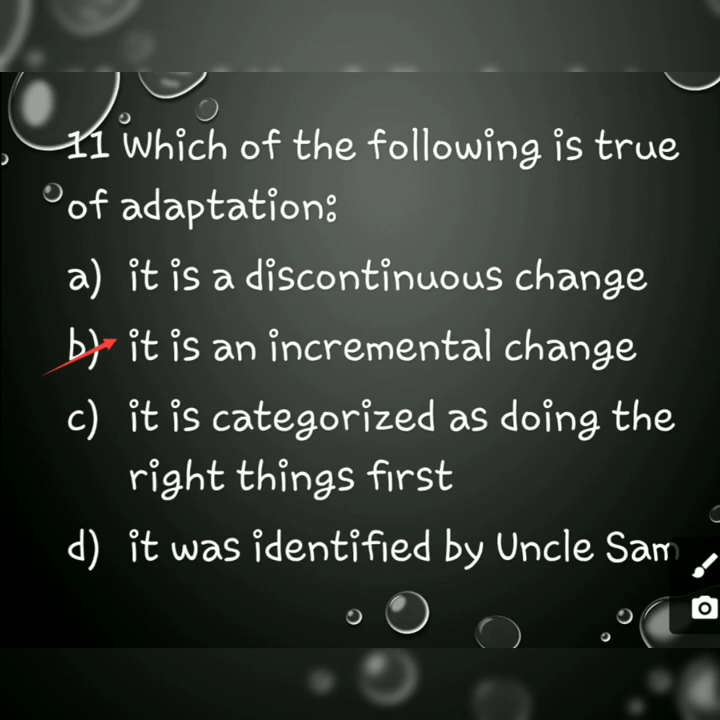 11 Which of the following is true
of adaptation:
a) it is a discontinuous change
b) it is an incremental change
c) it is categorized as doing the
right things first
d) it was identified by Uncle Sam